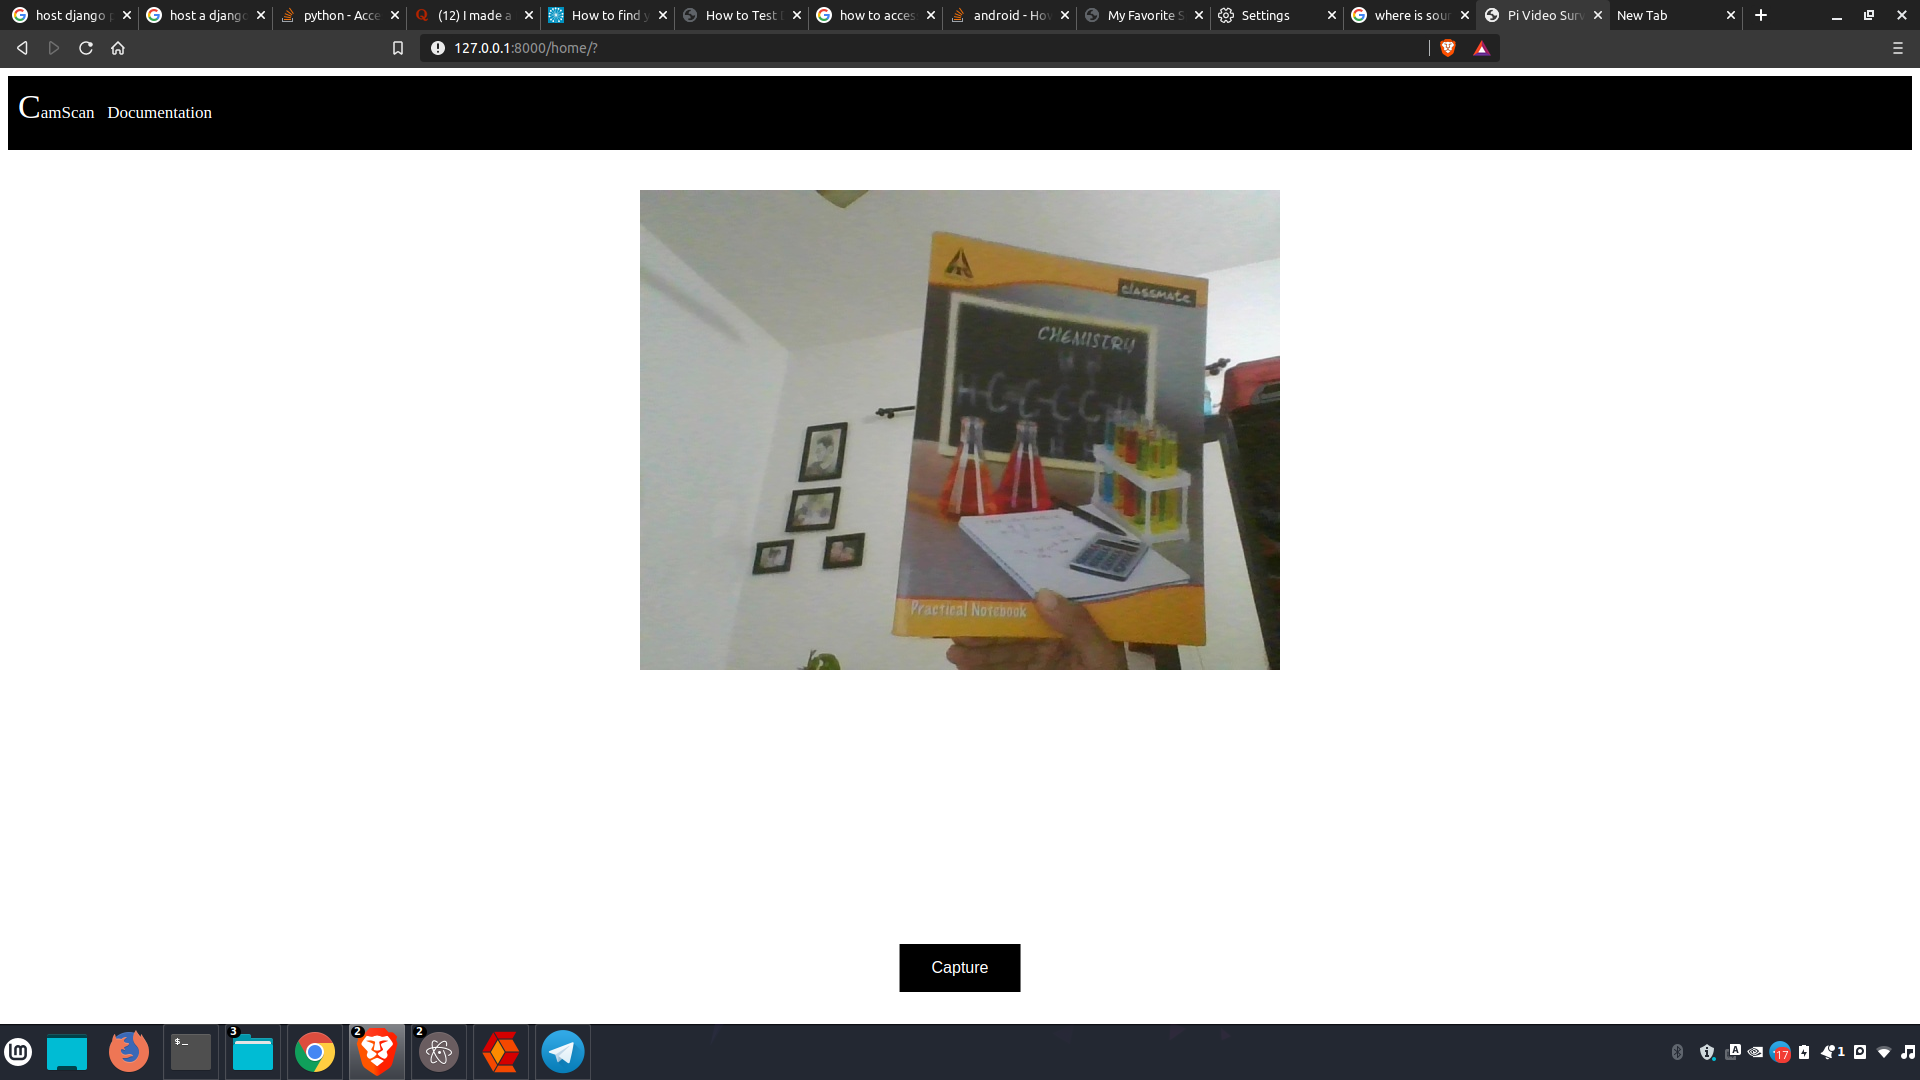 host django p
host a django
python - Acce
(12) I made a
How to find y
How to Test
how to acces
android - Hov
My Favorite S
Settings
where is sour
Pi Video Surv
New Tab
127.0.0.1:8000/home/?
CamScan Documentation
classmate
CHEMISTRY
H C C C C H
Practical Notebook
Capture
3
2
2
$_
A
17
1